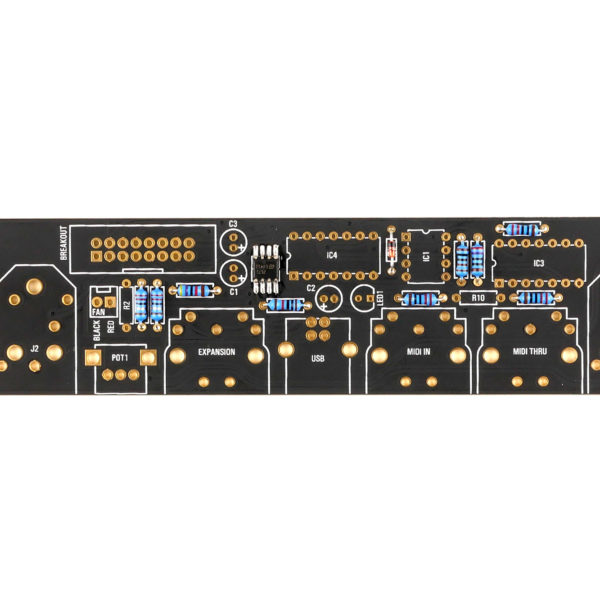 C3
BREAKOUT
IC4
IC1
IC3
C1
C2
LED1
R2
R10
FAN
BLACK
RED
J2
POT1
EXPANSION
USB
MIDI IN
MIDI THRU